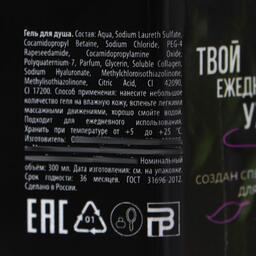 Гель для душа. Состав: Aqua, Sodium Laureth Sulfate,
Cocamidopropyl Betaine, Sodium Chloride, PEG-4
Rapeseedamide, Cocamidopropylamine Oxide,
Polyquaternium-7, Parfum, Glycerin, Soluble Collagen,
Sodium Hyaluronate, Methylchloroisothiazolinone,
Methylisothiazolinone, Citric Acid, CI 42090,
CI 17200. Способ применения: нанесите небольшое
количество геля на влажную кожу, вспеньте легкими
массажными движениями, хорошо смойте водой.
Подходит для ежедневного использования.
Хранить при температуре от +5 до +25 °С
Изготовитель:
Номинальный
объем: 300 мл. Дата изготовления: см. на упаковке.
Срок годности: 36 месяцев. ГОСТ 31696-2012.
Сделано в России.
EAC
01
ТВОЙ
ЕЖЕДН
У
СОЗДАН СП
ДЛЯ